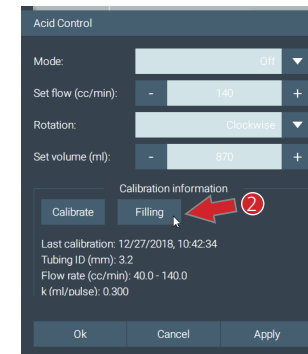 Acid Control
Mode: Off
Set flow (cc/min): - 140 +
Rotation: Clockwise
Set volume (ml): - 870 +
Calibration information
Calibrate Filling 2
Last calibration: 12/27/2018, 10:42:34
Tubing ID (mm): 3.2
Flow rate (cc/min): 40.0 - 140.0
k (ml/pulse): 0.300
Ok Cancel Apply